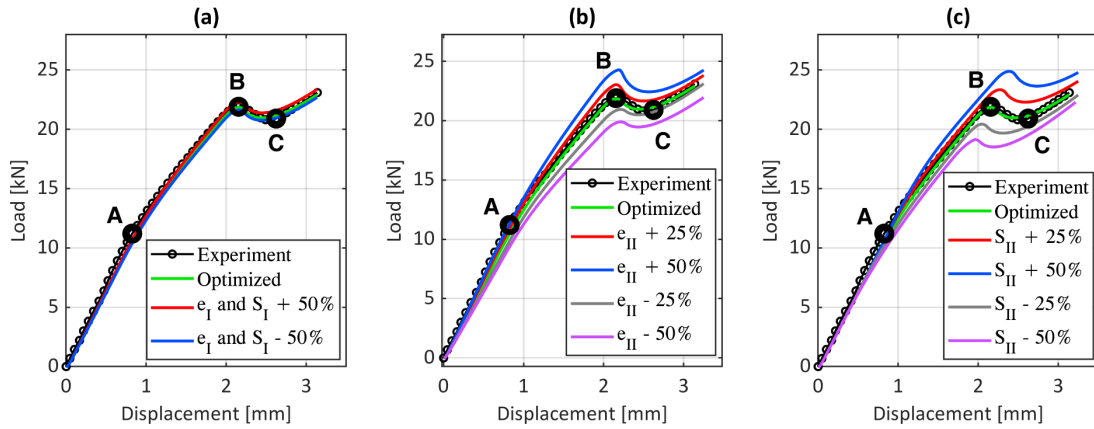 (a)
25
20
15
10
5
0
0 1 2 3
Load [kN]
Displacement [mm]
A
B
C
Experiment
Optimized
e_I and S_I + 50%
e_I and S_I - 50%
(b)
25
20
15
10
5
0
0 1 2 3
Load [kN]
Displacement [mm]
A
B
C
Experiment
Optimized
e_II + 25%
e_II + 50%
e_II - 25%
e_II - 50%
(c)
25
20
15
10
5
0
0 1 2 3
Load [kN]
Displacement [mm]
A
B
C
Experiment
Optimized
S_II + 25%
S_II + 50%
S_II - 25%
S_II - 50%